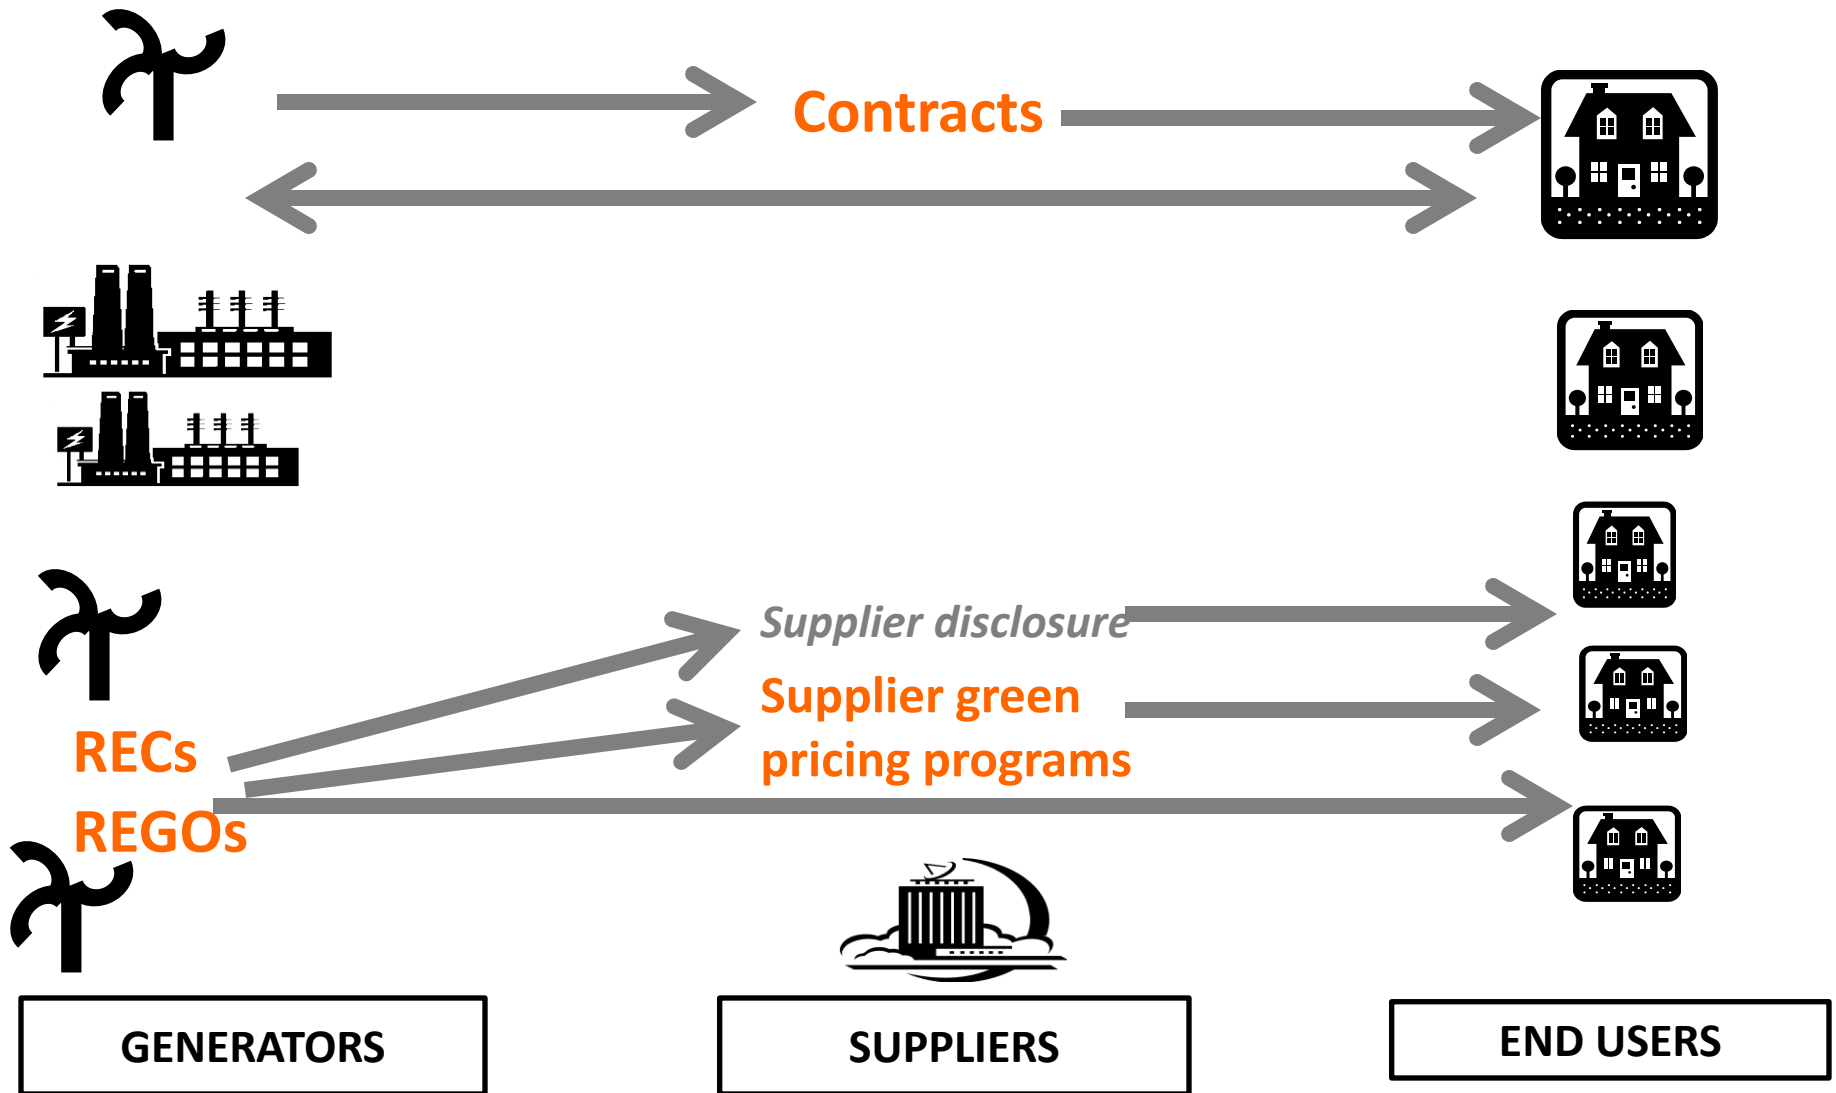 Contracts
Supplier disclosure
Supplier green
pricing programs
RECs
REGOs
GENERATORS
SUPPLIERS
END USERS